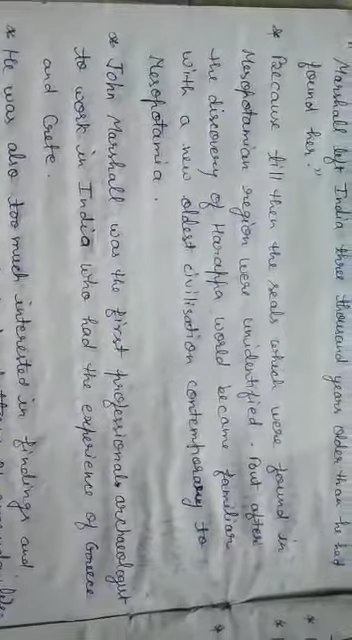 Marshall left India three thousand years older than he had
found her."
* Because till then the seals which were found in
Mesopotamian region were unidentified. But after
the discovery of Harappa world became familiar
with a new oldest civilisation contemporary to
Mesopotamia.
* John Marshall was the first professional archaeologist
to work in India who had the experience of Greece
and Crete.
* He was also too much interested in findings and